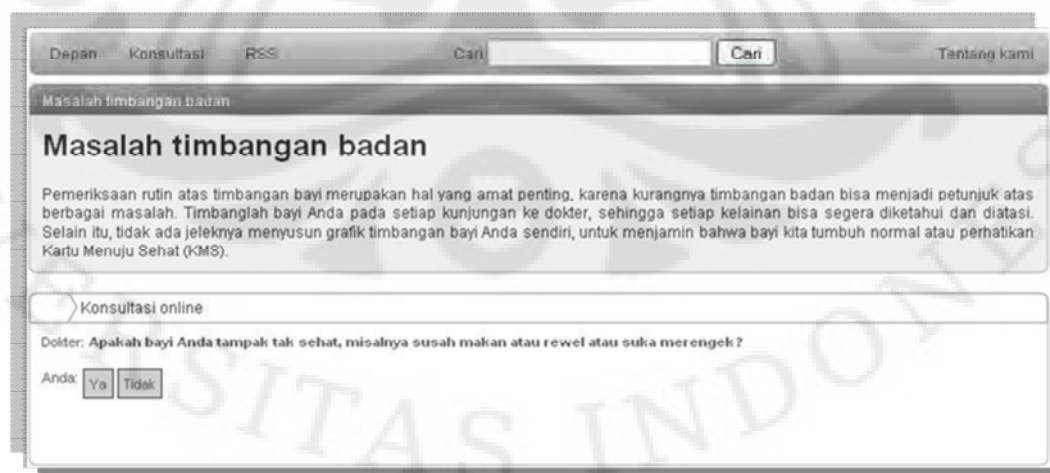 Depan Konsultasi RSS Cari Cari Tentang kami
Masalah timbangan badan
Masalah timbangan badan
Pemeriksaan rutin atas timbangan bayi merupakan hal yang amat penting, karena kurangnya timbangan badan bisa menjadi petunjuk atas
berbagai masalah. Timbanglah bayi Anda pada setiap kunjungan ke dokter, sehingga setiap kelainan bisa segera diketahui dan diatasi.
Selain itu, tidak ada jeleknya menyusun grafik timbangan bayi Anda sendiri, untuk menjamin bahwa bayi kita tumbuh normal atau perhatikan
Kartu Menuju Sehat (KMS).
Konsultasi online
Dokter: Apakah bayi Anda tampak tak sehat, misalnya susah makan atau rewel atau suka merengek?
Anda: Ya Tidak
ERSITAS INDONES